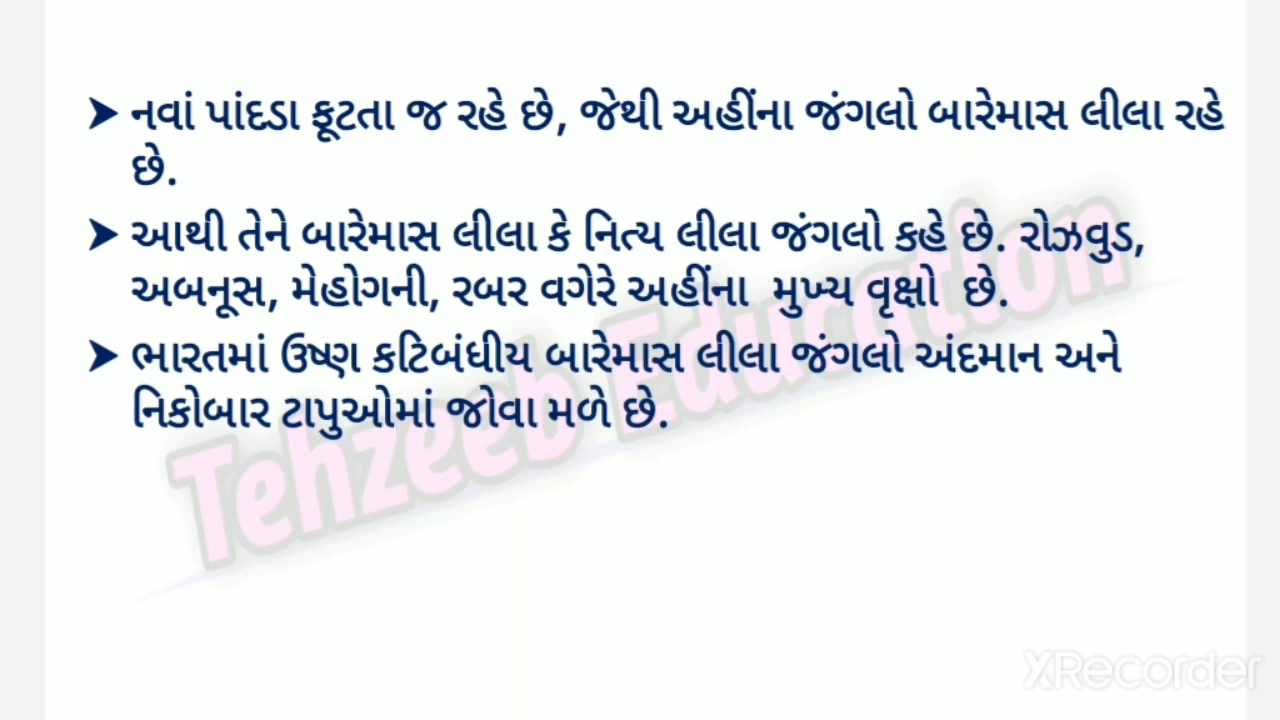 ➤ નવાં પાંદડા ફૂટતા જ રહે છે, જેથી અહીંના જંગલો બારેમાસ લીલા રહે
છે.
➤ આથી તેને બારેમાસ લીલા કે નિત્ય લીલા જંગલો કહે છે. રોઝવુડ,
અબનૂસ, મેહોગની, રબર વગેરે અહીંના મુખ્ય વૃક્ષો છે.
➤ ભારતમાં ઉષ્ણ કટિબંધીય બારેમાસ લીલા જંગલો અંદમાન અને
નિકોબાર ટાપુઓમાં જોવા મળે છે.
Tehzeeb Education
XRecorder